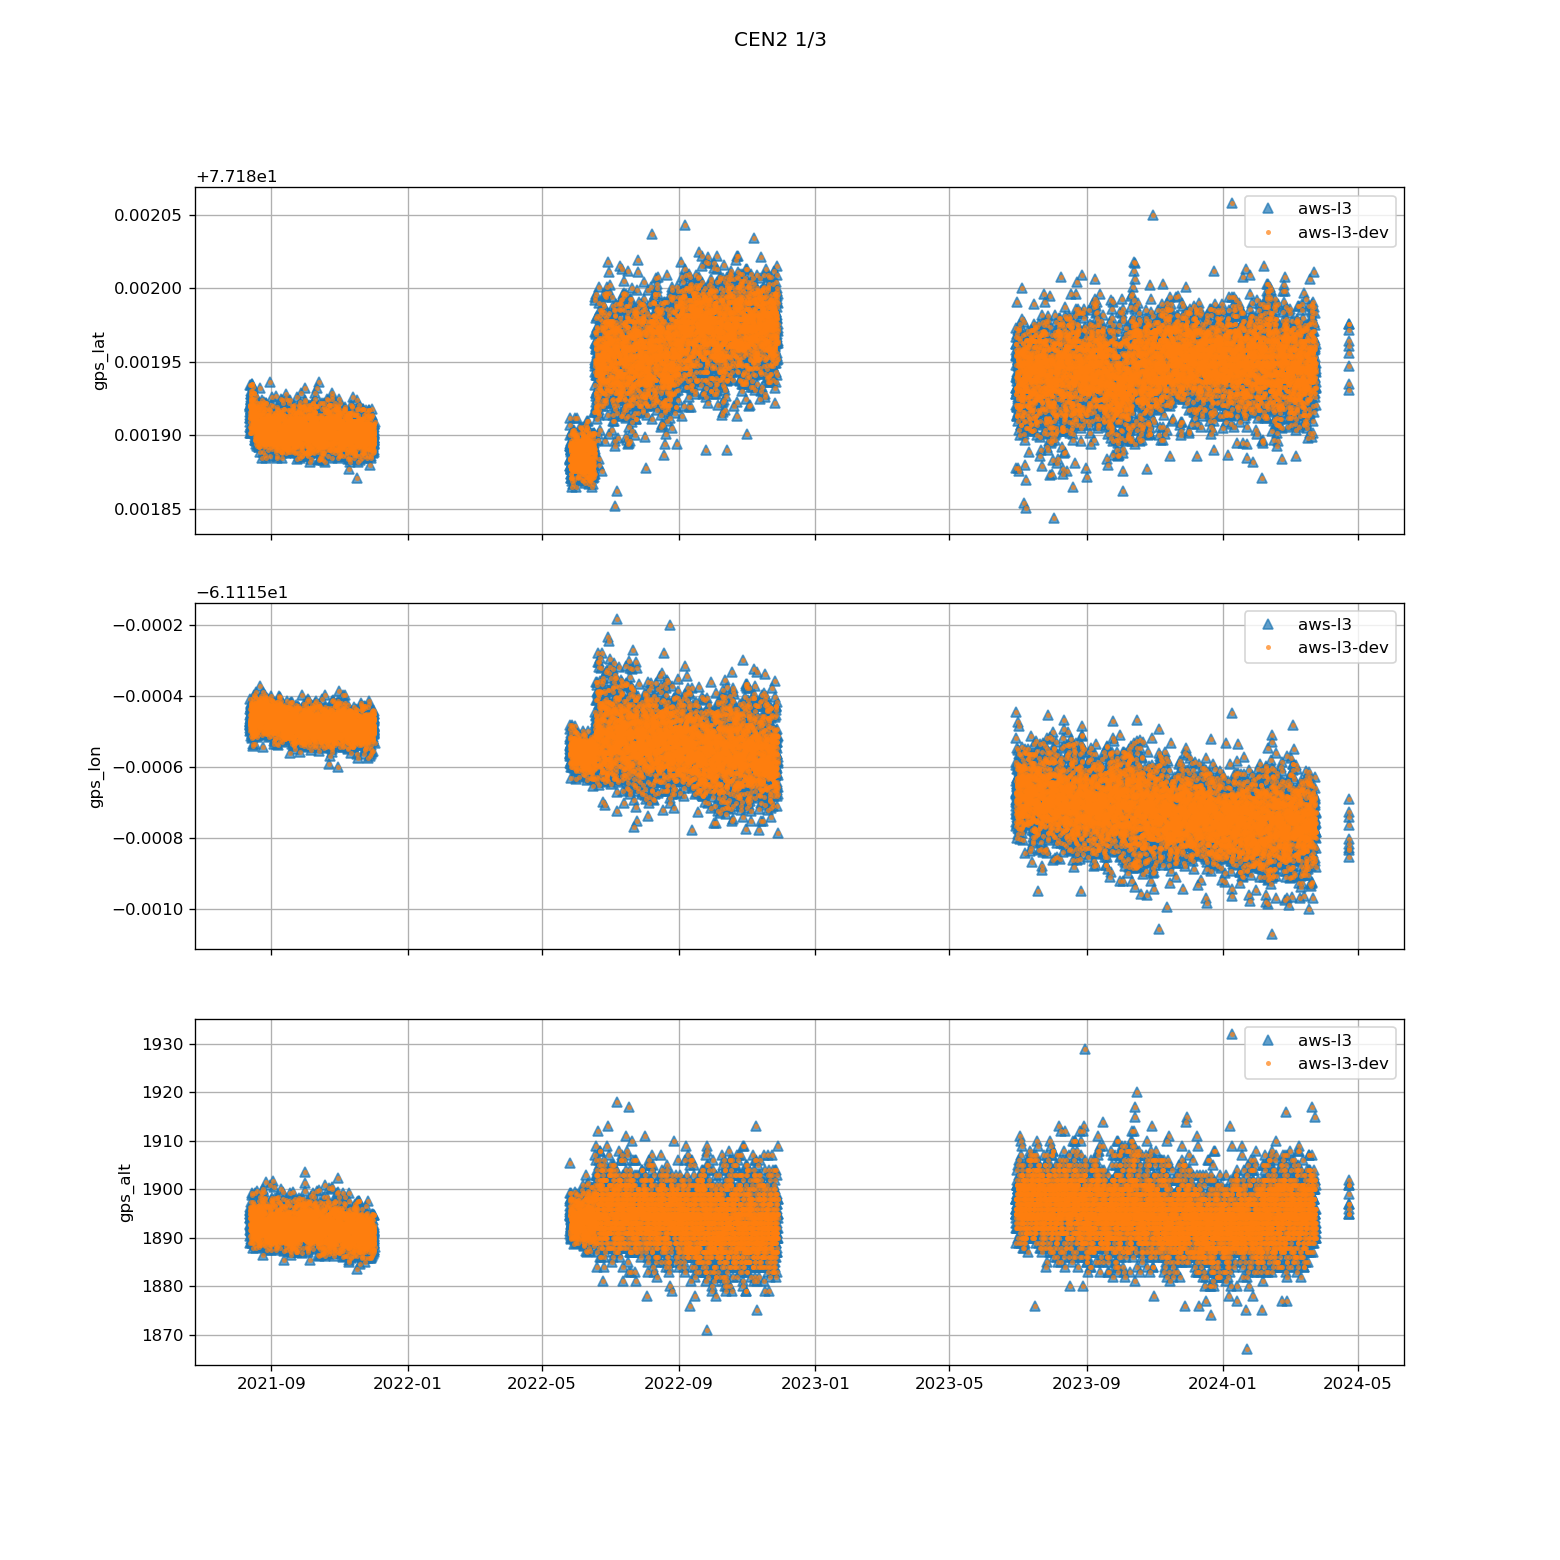 CEN2 1/3
+7.718e1
0.00205
0.00200
0.00195
0.00190
0.00185
gps_lat
aws-l3
aws-l3-dev
−6.1115e1
−0.0002
−0.0004
−0.0006
−0.0008
−0.0010
gps_lon
aws-l3
aws-l3-dev
1930
1920
1910
1900
1890
1880
1870
gps_alt
aws-l3
aws-l3-dev
2021-09 2022-01 2022-05 2022-09 2023-01 2023-05 2023-09 2024-01 2024-05